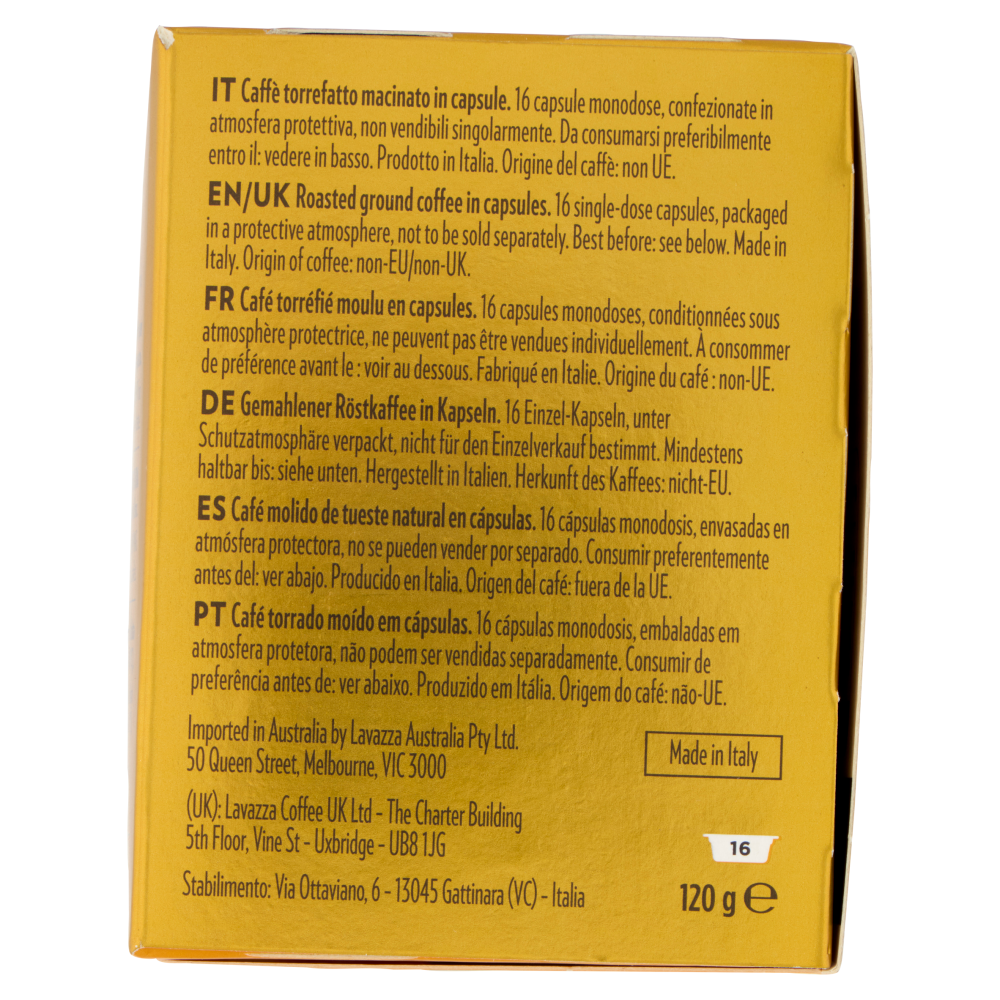 IT Caffè torrefatto macinato in capsule. 16 capsule monodose, confezionate in
atmosfera protettiva, non vendibili singolarmente. Da consumarsi preferibilmente
entro il: vedere in basso. Prodotto in Italia. Origine del caffè: non UE.
EN/UK Roasted ground coffee in capsules. 16 single-dose capsules, packaged
in a protective atmosphere, not to be sold separately. Best before: see below. Made in
Italy. Origin of coffee: non-EU/non-UK.
FR Café torréfié moulu en capsules. 16 capsules monodoses, conditionnées sous
atmosphère protectrice, ne peuvent pas être vendues individuellement. À consommer
de préférence avant le : voir au dessous. Fabriqué en Italie. Origine du café : non-UE.
DE Gemahlener Röstkaffee in Kapseln. 16 Einzel-Kapseln, unter
Schutzatmosphäre verpackt, nicht für den Einzelverkauf bestimmt. Mindestens
haltbar bis: siehe unten. Hergestellt in Italien. Herkunft des Kaffees: nicht-EU.
ES Café molido de tueste natural en cápsulas. 16 cápsulas monodosis, envasadas en
atmósfera protectora, no se pueden vender por separado. Consumir preferentemente
antes del: ver abajo. Producido en Italia. Origen del café: fuera de la UE.
PT Café torrado moído em cápsulas. 16 cápsulas monodosis, embaladas em
atmosfera protetora, não podem ser vendidas separadamente. Consumir de
preferência antes de: ver abaixo. Produzido em Itália. Origem do café: não-UE.
Imported in Australia by Lavazza Australia Pty Ltd.
50 Queen Street, Melbourne, VIC 3000
Made in Italy
(UK): Lavazza Coffee UK Ltd - The Charter Building
5th Floor, Vine St - Uxbridge - UB8 1JG
16
Stabilimento: Via Ottaviano, 6 - 13045 Gattinara (VC) - Italia
120 g ℮